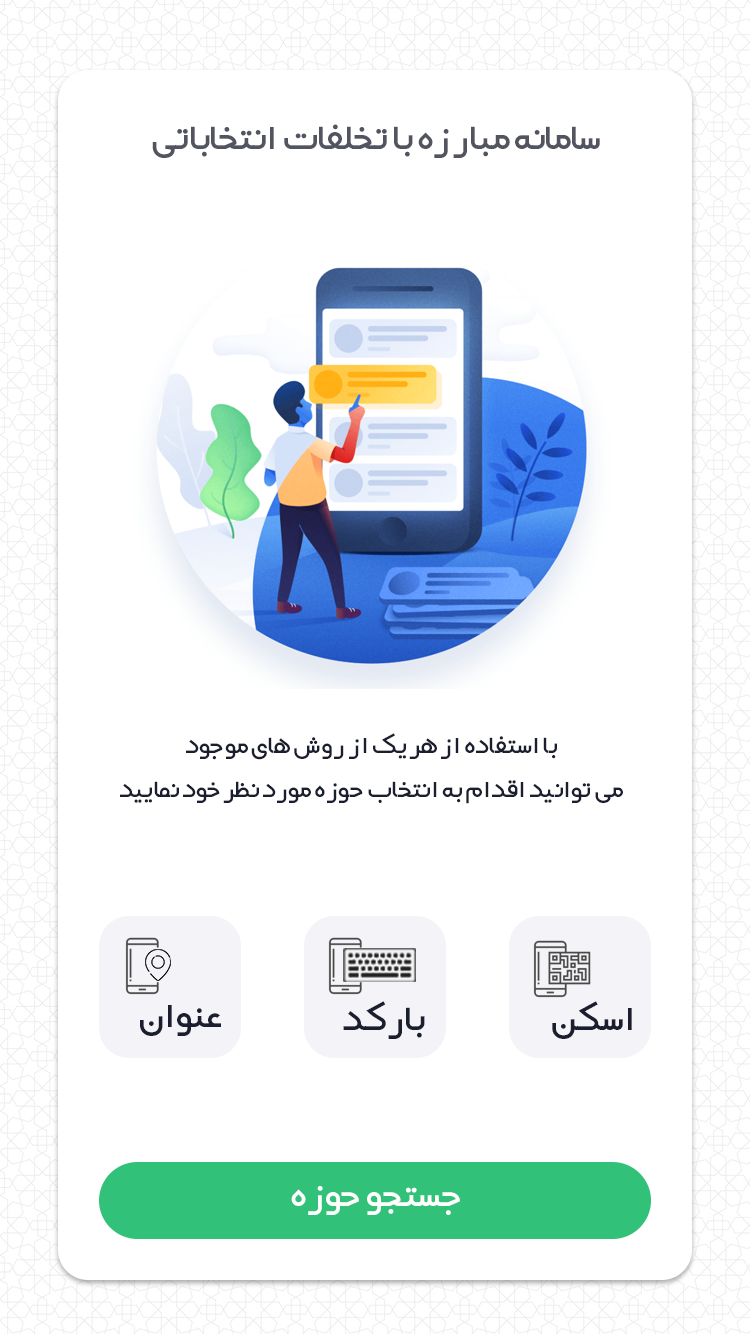 سامانه مبارزه با تخلفات انتخاباتی
با استفاده از هریک از روش های موجود
می توانید اقدام به انتخاب حوزه مورد نظر خود نمایید
اسکن
بارکد
عنوان
جستجو حوزه